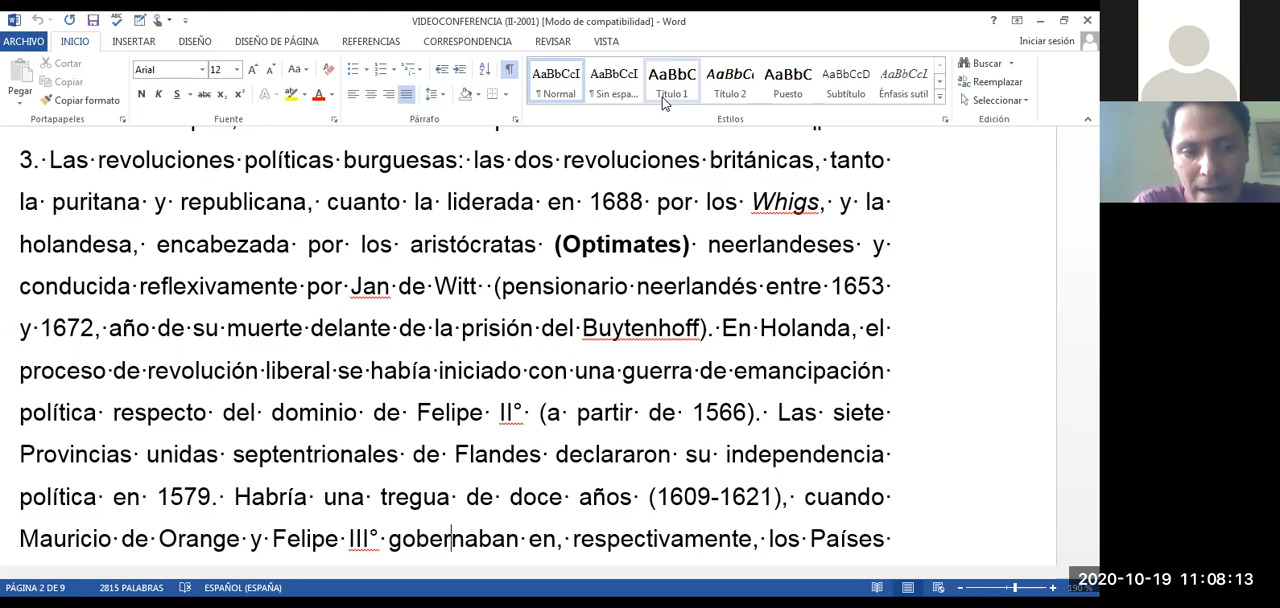 VIDEOCONFERENCIA (II-2001) [Modo de compatibilidad] - Word
ARCHIVO INICIO INSERTAR DISEÑO DISEÑO DE PÁGINA REFERENCIAS CORRESPONDENCIA REVISAR VISTA Iniciar sesión
Pegar Cortar Copiar Copiar formato
Portapapeles
Arial 12
N K S abc x₂ x²
Fuente
Párrafo
AaBbCcI AaBbCcI AaBbC AaBbCc AaBbC AaBbCcD AaBbCcI
¶ Normal ¶ Sin espa... Título 1 Título 2 Puesto Subtítulo Énfasis sutil
Estilos
Buscar
Reemplazar
Seleccionar
Edición
3. Las revoluciones políticas burguesas: las dos revoluciones británicas, tanto
la puritana y republicana, cuanto la liderada en 1688 por los Whigs, y la
holandesa, encabezada por los aristócratas (Optimates) neerlandeses y
conducida reflexivamente por Jan de Witt (pensionario neerlandés entre 1653
y 1672, año de su muerte delante de la prisión del Buytenhoff). En Holanda, el
proceso de revolución liberal se había iniciado con una guerra de emancipación
política respecto del dominio de Felipe II° (a partir de 1566). Las siete
Provincias unidas septentrionales de Flandes declararon su independencia
política en 1579. Habría una tregua de doce años (1609-1621), cuando
Mauricio de Orange y Felipe III° gobernaban en, respectivamente, los Países
PÁGINA 2 DE 9 2815 PALABRAS ESPAÑOL (ESPAÑA) 190 %
2020-10-19 11:08:13